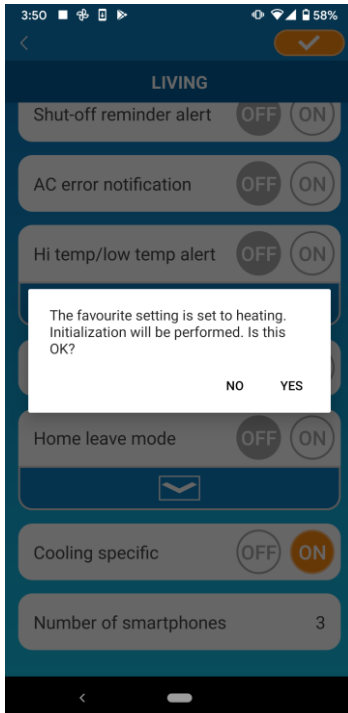 3:50 58%
LIVING
Shut-off reminder alert OFF ON
AC error notification OFF ON
Hi temp/low temp alert OFF ON
The favourite setting is set to heating.
Initialization will be performed. Is this
OK?
NO YES
Home leave mode OFF ON
Cooling specific OFF ON
Number of smartphones 3